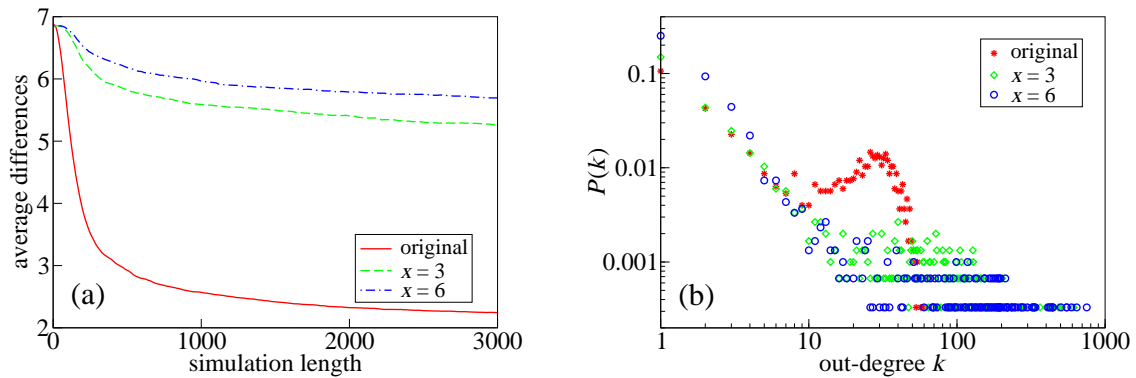 7
6
5
4
3
2
average differences
0
1000
2000
3000
simulation length
original
x = 3
x = 6
(a)
0.1
0.01
0.001
P(k)
1
10
100
1000
out-degree k
original
x = 3
x = 6
(b)